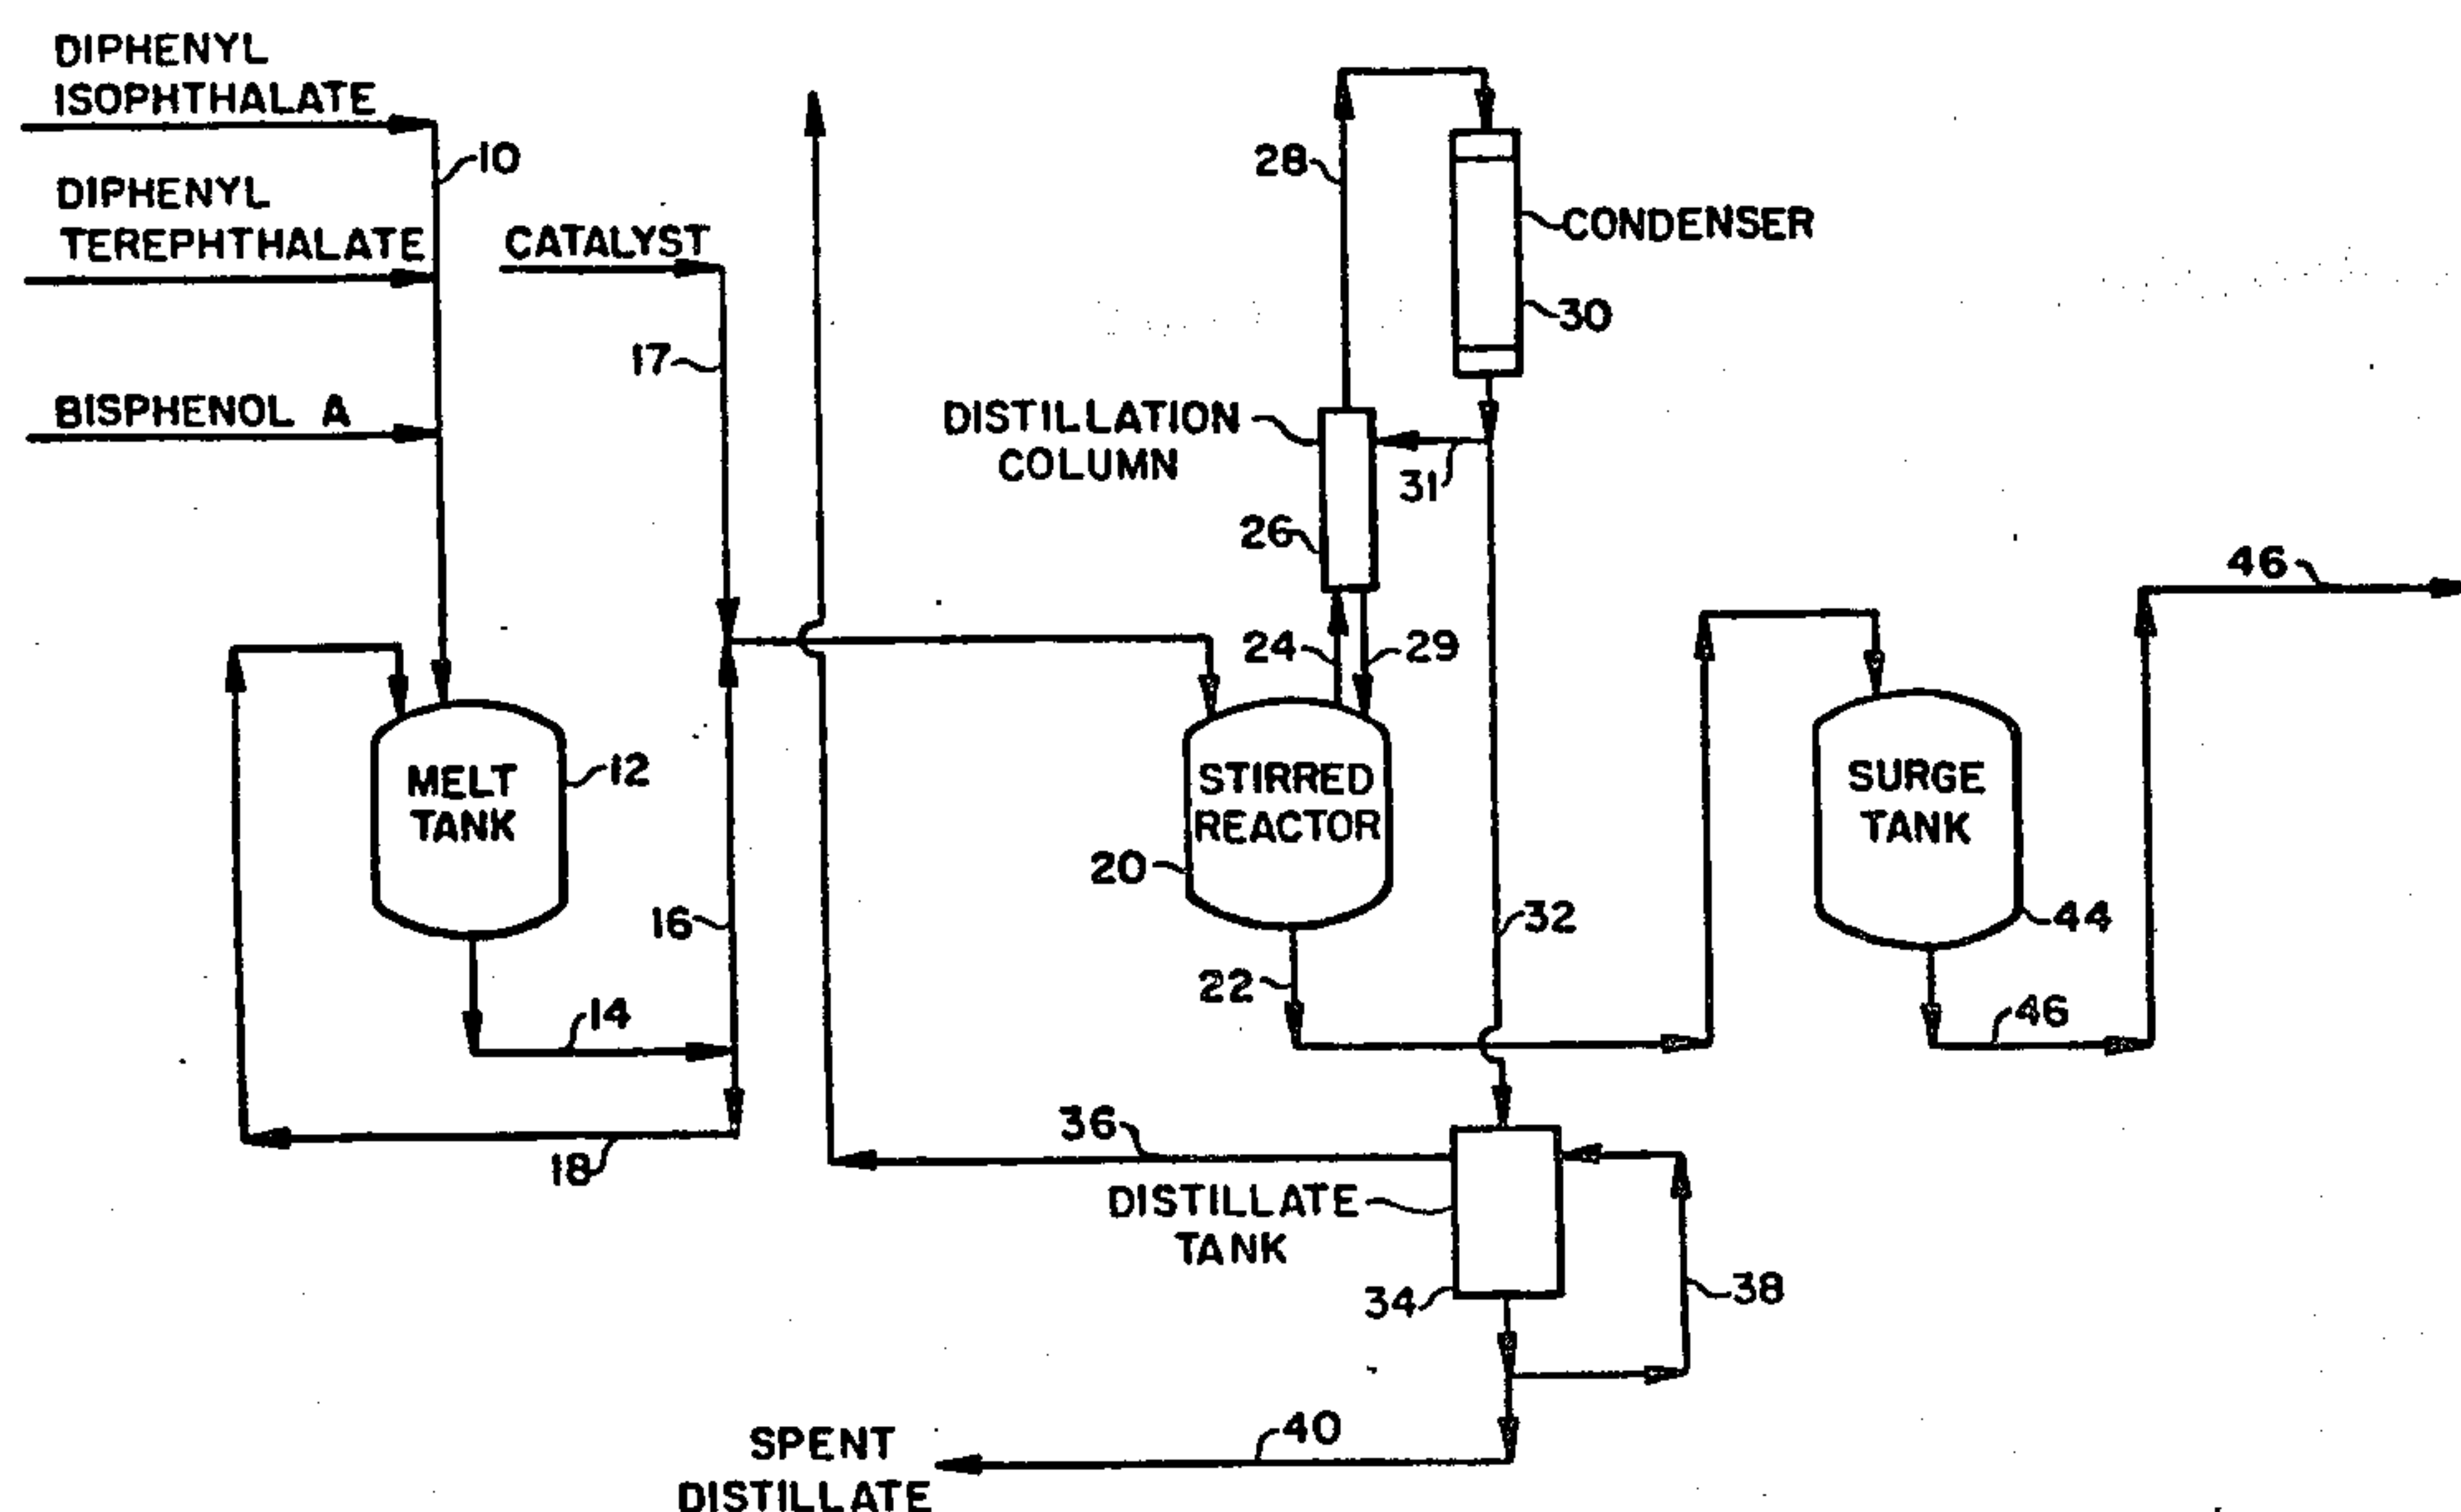 DIPHENYL
ISOPHTHALATE
10
DIPHENYL
TEREPHTHALATE
CATALYST
17
BISPHENOL A
28
CONDENSER
30
DISTILLATION
COLUMN
31
26
46
24
29
MELT
TANK
12
STIRRED
REACTOR
20
SURGE
TANK
44
16
32
22
14
46
18
36
DISTILLATE
TANK
34
38
40
SPENT
DISTILLATE